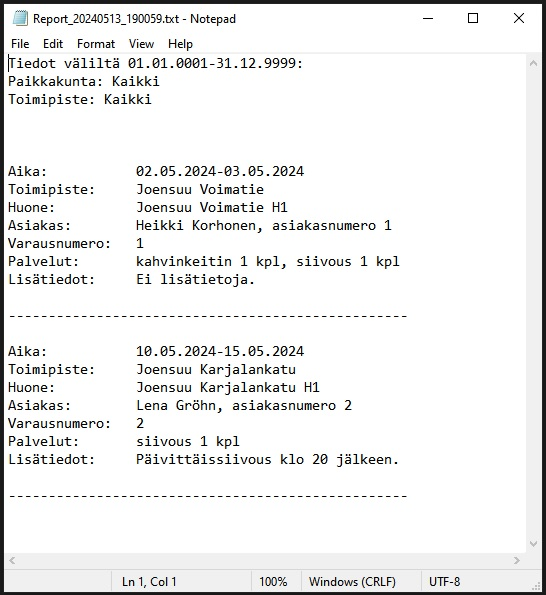 Report_20240513_190059.txt - Notepad
File Edit Format View Help
Tiedot väliltä 01.01.0001-31.12.9999:
Paikkakunta: Kaikki
Toimipiste: Kaikki
Aika: 02.05.2024-03.05.2024
Toimipiste: Joensuu Voimatie
Huone: Joensuu Voimatie H1
Asiakas: Heikki Korhonen, asiakasnumero 1
Varausnumero: 1
Palvelut: kahvinkeitin 1 kpl, siivous 1 kpl
Lisätiedot: Ei lisätietoja.
--------------------------------------------------
Aika: 10.05.2024-15.05.2024
Toimipiste: Joensuu Karjalankatu
Huone: Joensuu Karjalankatu H1
Asiakas: Lena Gröhn, asiakasnumero 2
Varausnumero: 2
Palvelut: siivous 1 kpl
Lisätiedot: Päivittäissiivous klo 20 jälkeen.
--------------------------------------------------
Ln 1, Col 1 100% Windows (CRLF) UTF-8